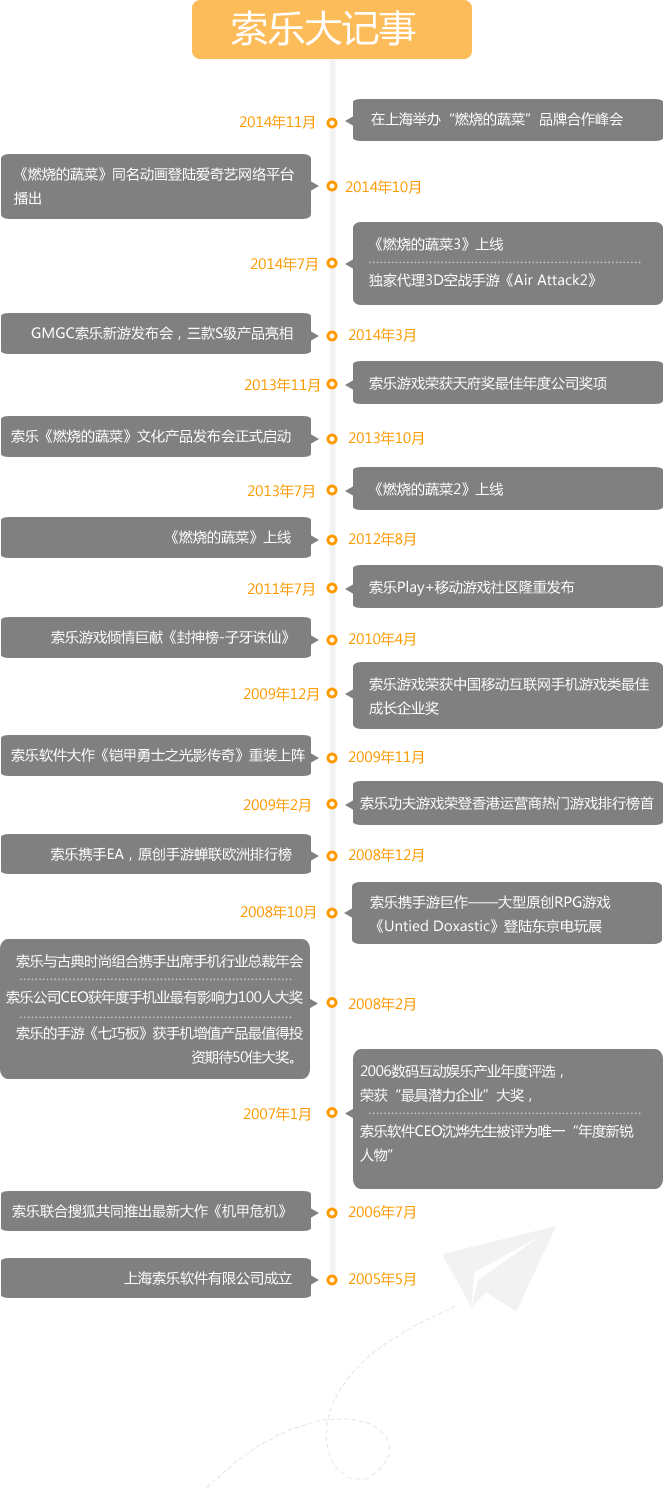 索乐大记事
2014年11月
在上海举办“燃烧的蔬菜”品牌合作峰会
《燃烧的蔬菜》同名动画登陆爱奇艺网络平台
播出
2014年10月
2014年7月
《燃烧的蔬菜3》上线
独家代理3D空战手游《Air Attack2》
GMGC索乐新游发布会，三款S级产品亮相
2014年3月
2013年11月
索乐游戏荣获天府奖最佳年度公司奖项
索乐《燃烧的蔬菜》文化产品发布会正式启动
2013年10月
2013年7月
《燃烧的蔬菜2》上线
《燃烧的蔬菜》上线
2012年8月
2011年7月
索乐Play+移动游戏社区隆重发布
索乐游戏倾情巨献《封神榜-子牙诛仙》
2010年4月
2009年12月
索乐游戏荣获中国移动互联网手机游戏类最佳
成长企业奖
索乐软件大作《铠甲勇士之光影传奇》重装上阵
2009年11月
2009年2月
索乐功夫游戏荣登香港运营商热门游戏排行榜首
索乐携手EA，原创手游蝉联欧洲排行榜
2008年12月
2008年10月
索乐携手游巨作——大型原创RPG游戏
《Untied Doxastic》登陆东京电玩展
索乐与古典时尚组合携手出席手机行业总裁年会
索乐公司CEO获年度手机业最有影响力100人大奖
索乐的手游《七巧板》获手机增值产品最值得投
资期待50佳大奖。
2008年2月
2007年1月
2006数码互动娱乐产业年度评选，
荣获“最具潜力企业”大奖，
索乐软件CEO沈烨先生被评为唯一“年度新锐
人物”
索乐联合搜狐共同推出最新大作《机甲危机》
2006年7月
上海索乐软件有限公司成立
2005年5月